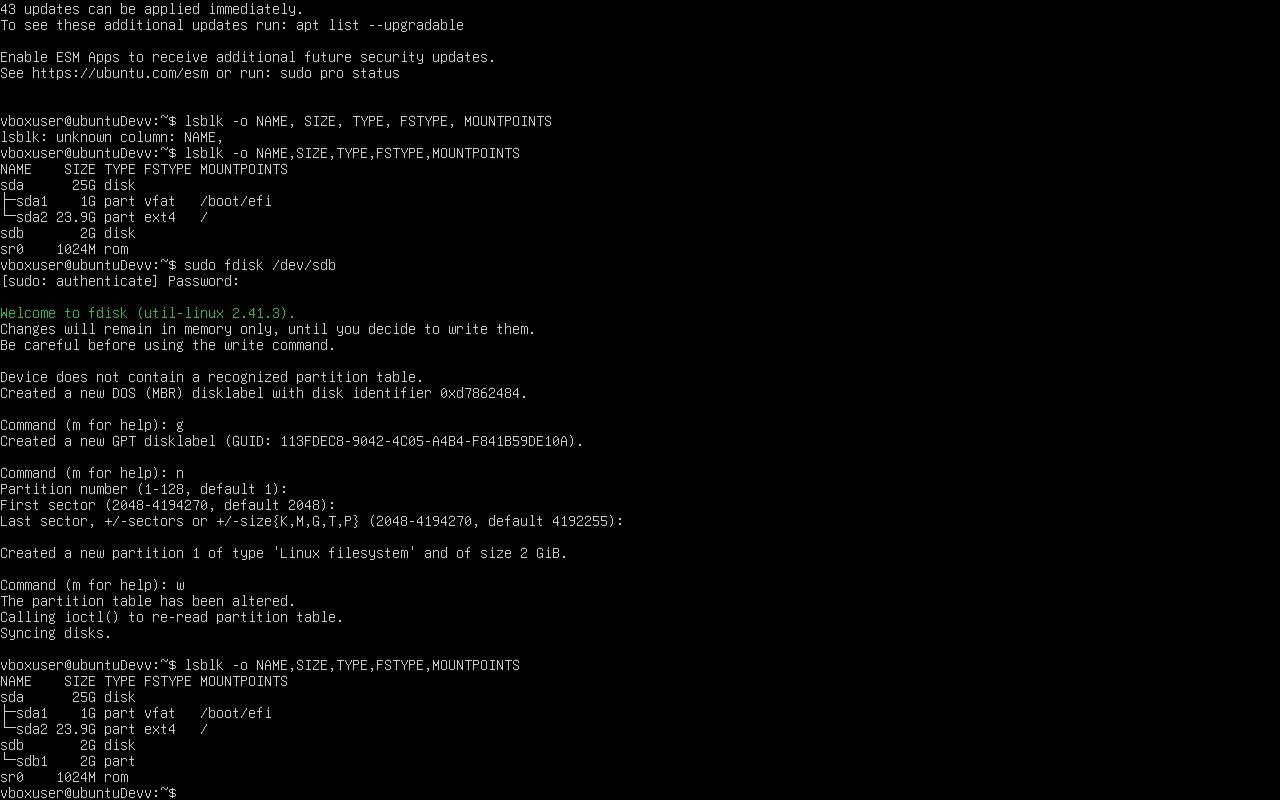 43 updates can be applied immediately.
To see these additional updates run: apt list --upgradable

Enable ESM Apps to receive additional future security updates.
See https://ubuntu.com/esm or run: sudo pro status


vboxuser@ubuntuDevv:~$ lsblk -o NAME, SIZE, TYPE, FSTYPE, MOUNTPOINTS
lsblk: unknown column: NAME,
vboxuser@ubuntuDevv:~$ lsblk -o NAME,SIZE,TYPE,FSTYPE,MOUNTPOINTS
NAME    SIZE TYPE FSTYPE MOUNTPOINTS
sda      25G disk
├─sda1    1G part vfat   /boot/efi
└─sda2 23.9G part ext4   /
sdb       2G disk
sr0    1024M rom
vboxuser@ubuntuDevv:~$ sudo fdisk /dev/sdb
[sudo: authenticate] Password:

Welcome to fdisk (util-linux 2.41.3).
Changes will remain in memory only, until you decide to write them.
Be careful before using the write command.

Device does not contain a recognized partition table.
Created a new DOS (MBR) disklabel with disk identifier 0xd7862484.

Command (m for help): g
Created a new GPT disklabel (GUID: 113FDEC8-9042-4C05-A4B4-F841B59DE10A).

Command (m for help): n
Partition number (1-128, default 1):
First sector (2048-4194270, default 2048):
Last sector, +/-sectors or +/-size{K,M,G,T,P} (2048-4194270, default 4192255):

Created a new partition 1 of type 'Linux filesystem' and of size 2 GiB.

Command (m for help): w
The partition table has been altered.
Calling ioctl() to re-read partition table.
Syncing disks.

vboxuser@ubuntuDevv:~$ lsblk -o NAME,SIZE,TYPE,FSTYPE,MOUNTPOINTS
NAME    SIZE TYPE FSTYPE MOUNTPOINTS
sda      25G disk
├─sda1    1G part vfat   /boot/efi
└─sda2 23.9G part ext4   /
sdb       2G disk
└─sdb1    2G part
sr0    1024M rom
vboxuser@ubuntuDevv:~$